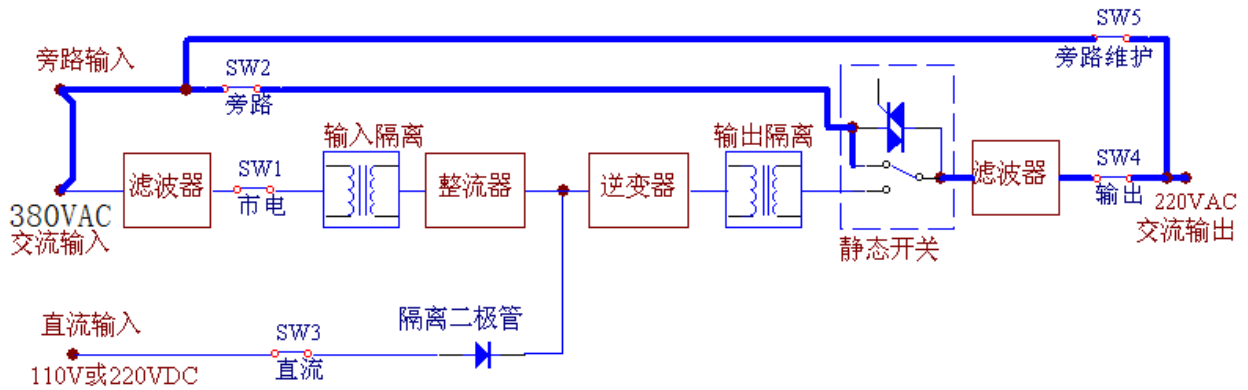 SW5
旁路维护
旁路输入
SW2
旁路
输入隔离
输出隔离
滤波器
SW1
市电
整流器
逆变器
滤波器
SW4
输出
380VAC
交流输入
220VAC
交流输出
静态开关
直流输入
SW3
直流
隔离二极管
110V或220VDC